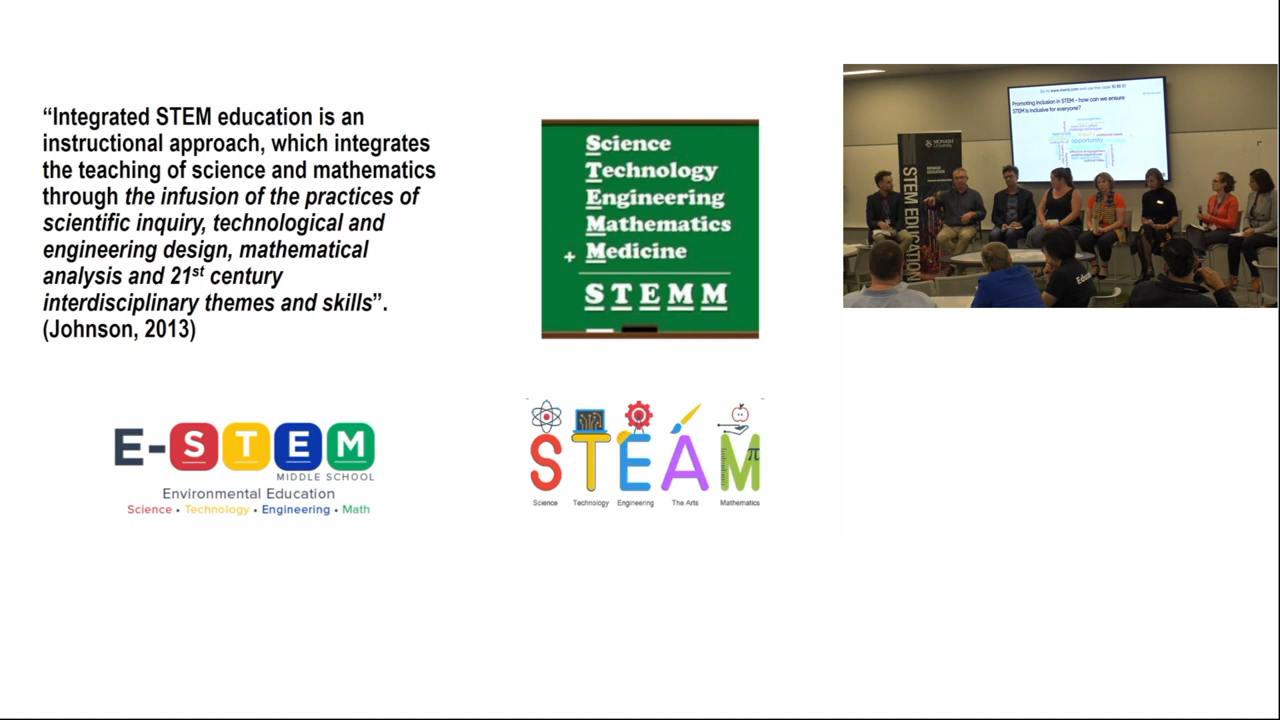 “Integrated STEM education is an
instructional approach, which integrates
the teaching of science and mathematics
through the infusion of the practices of
scientific inquiry, technological and
engineering design, mathematical
analysis and 21st century
interdisciplinary themes and skills”.
(Johnson, 2013)
Science
Technology
Engineering
Mathematics
+ Medicine
STEMM
E-STEM
MIDDLE SCHOOL
Environmental Education
Science • Technology • Engineering • Math
STEAM
π
Science Technology Engineering The Arts Mathematics
Promoting inclusion in STEM - how can we ensure
STEM is inclusive for everyone?
opportunity
MONASH
University
STEM EDUCATION